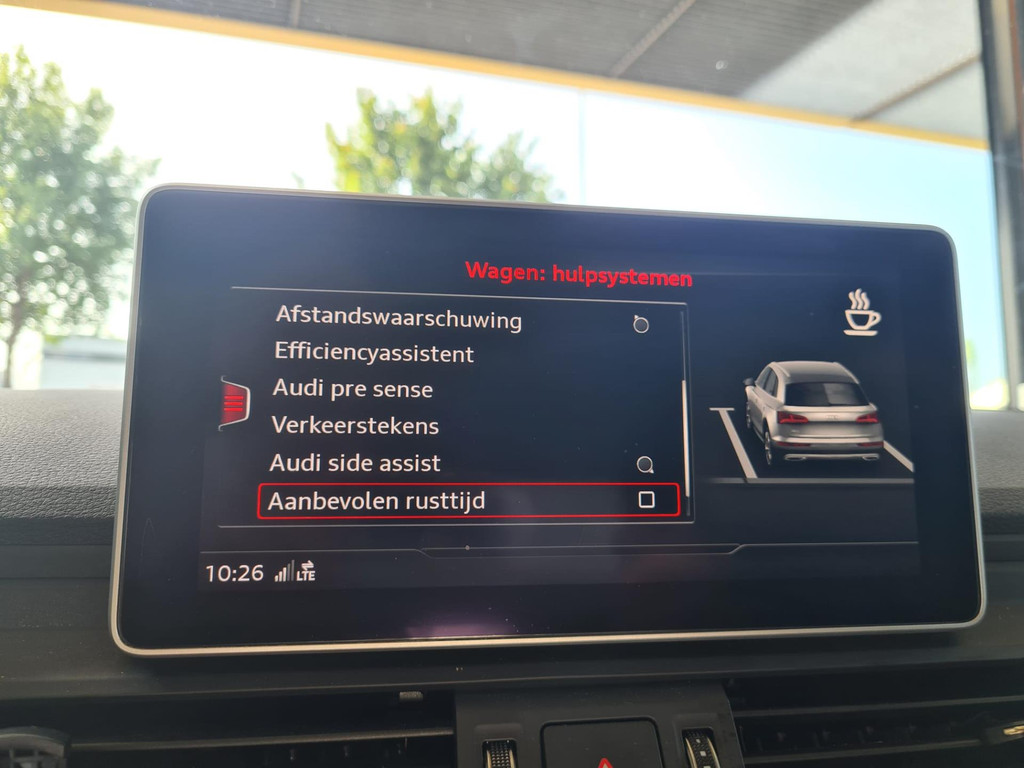 Wagen: hulpsystemen
Afstandswaarschuwing
Efficiencyassistent
Audi pre sense
Verkeerstekens
Audi side assist
Aanbevolen rusttijd
10:26 LTE